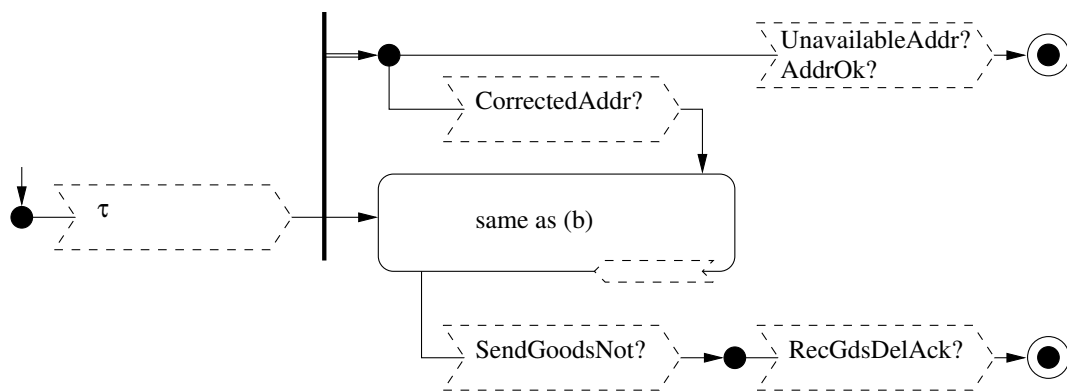 UnavailableAddr?
AddrOk?
CorrectedAddr?
τ
same as (b)
SendGoodsNot?
RecGdsDelAck?